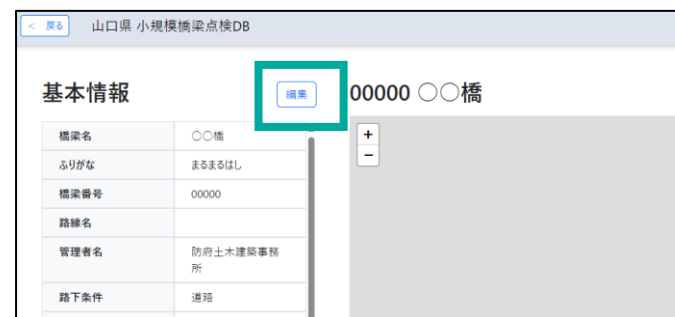 < 戻る 山口県 小規模橋梁点検DB
基本情報 編集 00000 〇〇橋
橋梁名 〇〇橋
ふりがな まるまるはし
橋梁番号 00000
路線名
管理者名 防府土木建築事務
所
路下条件 道路
+
−